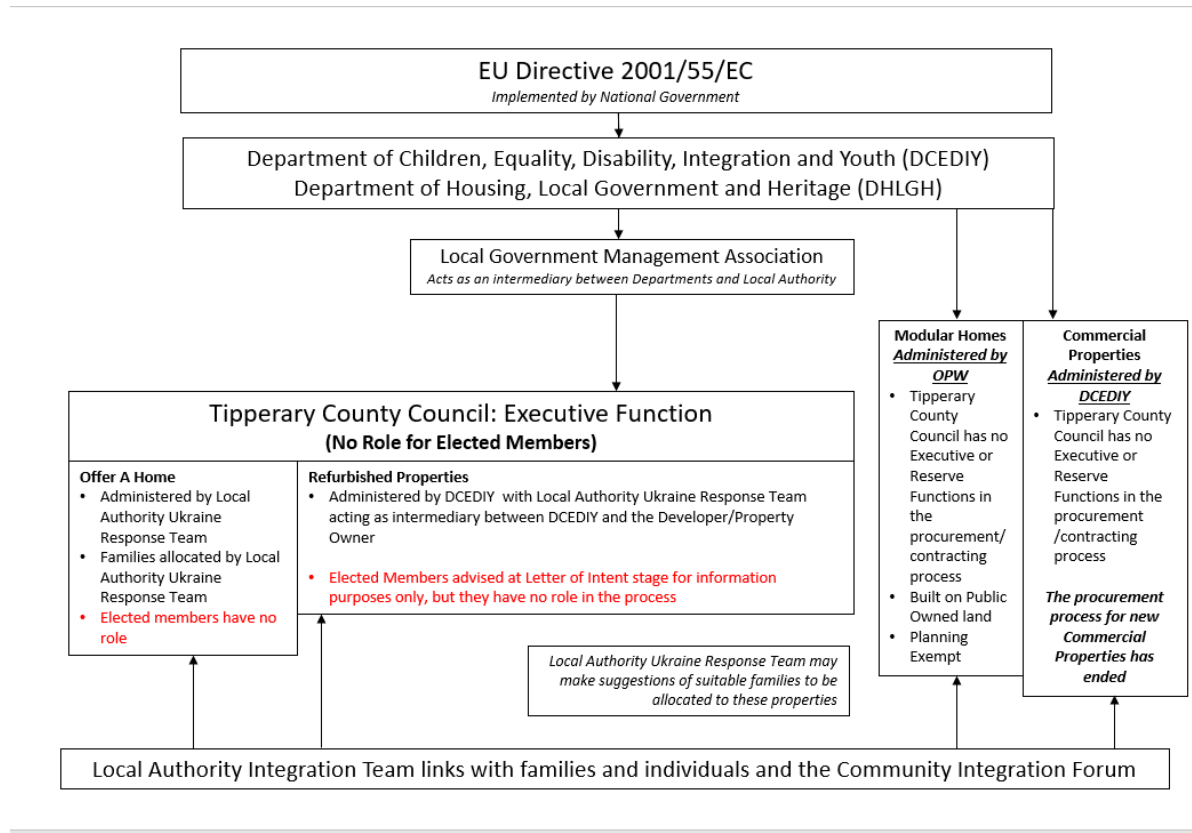 EU Directive 2001/55/EC
Implemented by National Government
Department of Children, Equality, Disability, Integration and Youth (DCEDIY)
Department of Housing, Local Government and Heritage (DHLGH)
Local Government Management Association
Acts as an intermediary between Departments and Local Authority
Tipperary County Council: Executive Function
(No Role for Elected Members)
Offer A Home
• Administered by Local
Authority Ukraine
Response Team
• Families allocated by Local
Authority Ukraine
Response Team
• Elected members have no
role
Refurbished Properties
• Administered by DCEDIY with Local Authority Ukraine Response Team
acting as intermediary between DCEDIY and the Developer/Property
Owner
• Elected Members advised at Letter of Intent stage for information
purposes only, but they have no role in the process
Modular Homes
Administered by
OPW
• Tipperary
County
Council has no
Executive or
Reserve
Functions in
the
procurement/
contracting
process
• Built on Public
Owned land
• Planning
Exempt
Commercial
Properties
Administered by
DCEDIY
• Tipperary County
Council has no
Executive or
Reserve
Functions in the
procurement
/contracting
process
The procurement
process for new
Commercial
Properties has
ended
Local Authority Ukraine Response Team may
make suggestions of suitable families to be
allocated to these properties
Local Authority Integration Team links with families and individuals and the Community Integration Forum